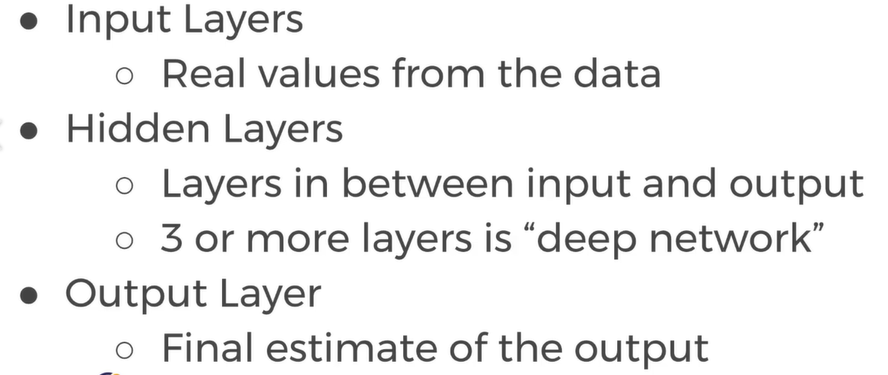 ● Input Layers
○ Real values from the data
● Hidden Layers
○ Layers in between input and output
○ 3 or more layers is “deep network”
● Output Layer
○ Final estimate of the output